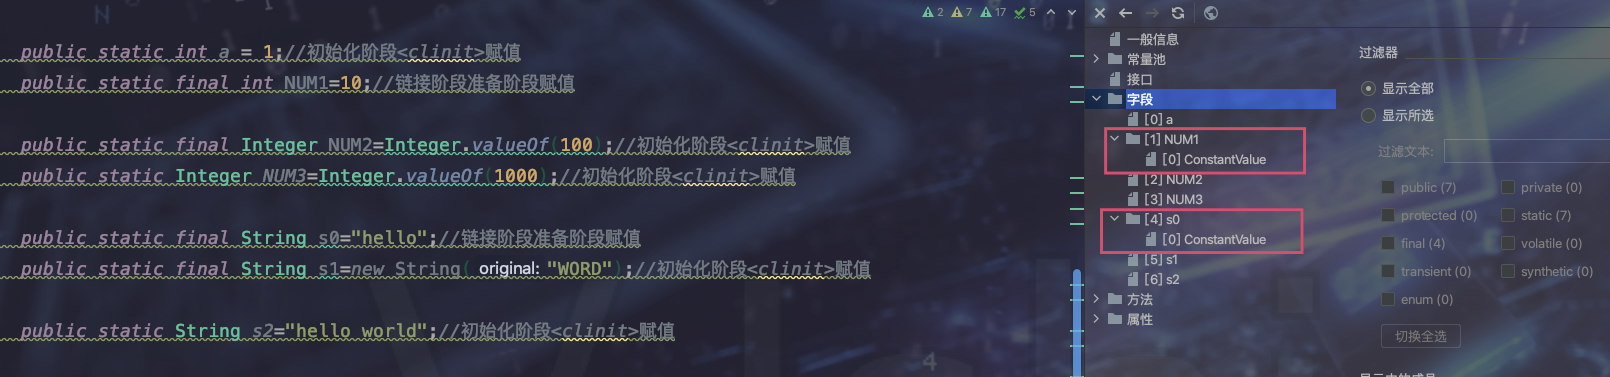 2 7 17 5
public static int a = 1;//初始化阶段<clinit>赋值
public static final int NUM1=10;//链接阶段准备阶段赋值
public static final Integer NUM2=Integer.valueOf(100);//初始化阶段<clinit>赋值
public static Integer NUM3=Integer.valueOf(1000);//初始化阶段<clinit>赋值
public static final String s0="hello";//链接阶段准备阶段赋值
public static final String s1=new String( original: "WORD");//初始化阶段<clinit>赋值
public static String s2="hello world";//初始化阶段<clinit>赋值
一般信息
常量池
接口
字段
[0] a
[1] NUM1
[0] ConstantValue
[2] NUM2
[3] NUM3
[4] s0
[0] ConstantValue
[5] s1
[6] s2
方法
属性
过滤器
显示全部
显示所选
过滤文本:
public (7) private (0)
protected (0) static (7)
final (4) volatile (0)
transient (0) synthetic (0)
enum (0)
切换全选